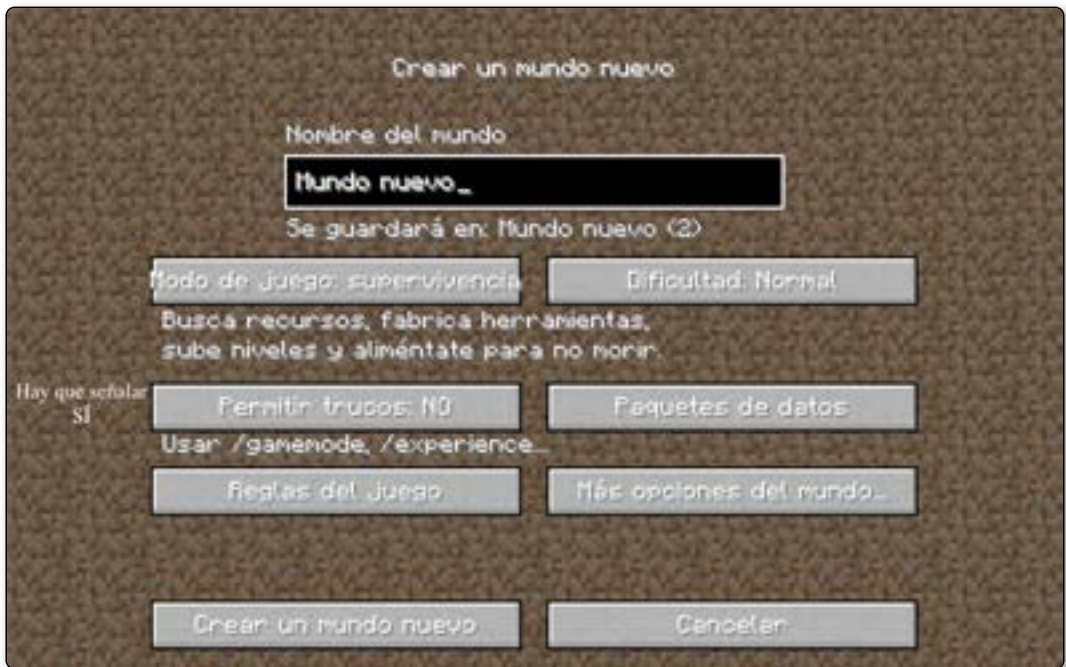 Crear un mundo nuevo
Nombre del mundo
Mundo nuevo_
Se guardará en: Mundo nuevo (2)
Modo de juego: supervivencia
Dificultad: Normal
Busca recursos, fabrica herramientas,
sube niveles y aliméntate para no morir.
Hay que señalar
SÍ
Permitir trucos: NO
Paquetes de datos
Usar /gamemode, /experience...
Reglas del juego
Más opciones del mundo...
Crear un mundo nuevo
Cancelar